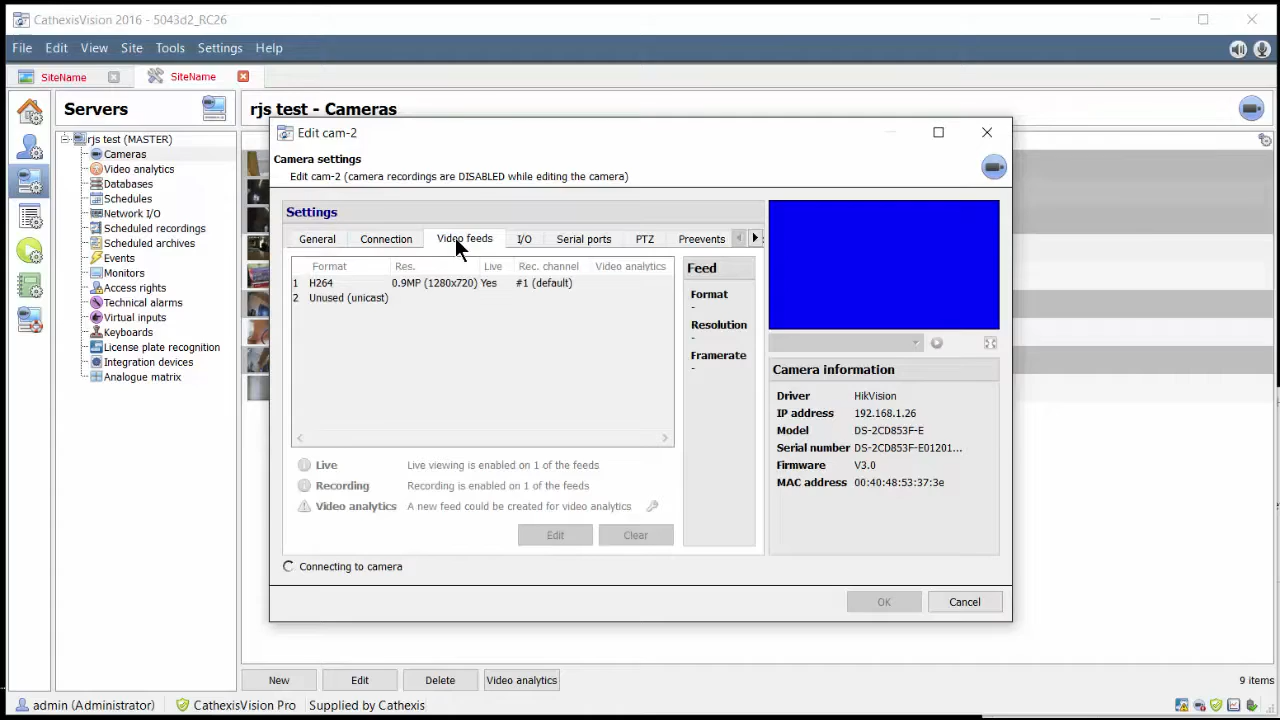 CathexisVision 2016 - 5043d2_RC26
File Edit View Site Tools Settings Help
SiteName SiteName
Servers
rjs test - Cameras
rjs test (MASTER)
Cameras
Video analytics
Databases
Schedules
Network I/O
Scheduled recordings
Scheduled archives
Events
Monitors
Access rights
Technical alarms
Virtual inputs
Keyboards
License plate recognition
Integration devices
Analogue matrix
Edit cam-2
Camera settings
Edit cam-2 (camera recordings are DISABLED while editing the camera)
Settings
General Connection Video feeds I/O Serial ports PTZ Preevents
Format Res. Live Rec. channel Video analytics
1 H264 0.9MP (1280x720) Yes #1 (default)
2 Unused (unicast)
Feed
Format
-
Resolution
-
Framerate
-
Live Live viewing is enabled on 1 of the feeds
Recording Recording is enabled on 1 of the feeds
Video analytics A new feed could be created for video analytics
Edit Clear
Camera information
Driver HikVision
IP address 192.168.1.26
Model DS-2CD853F-E
Serial number DS-2CD853F-E01201...
Firmware V3.0
MAC address 00:40:48:53:37:3e
Connecting to camera
OK Cancel
New Edit Delete Video analytics 9 items
admin (Administrator) CathexisVision Pro Supplied by Cathexis